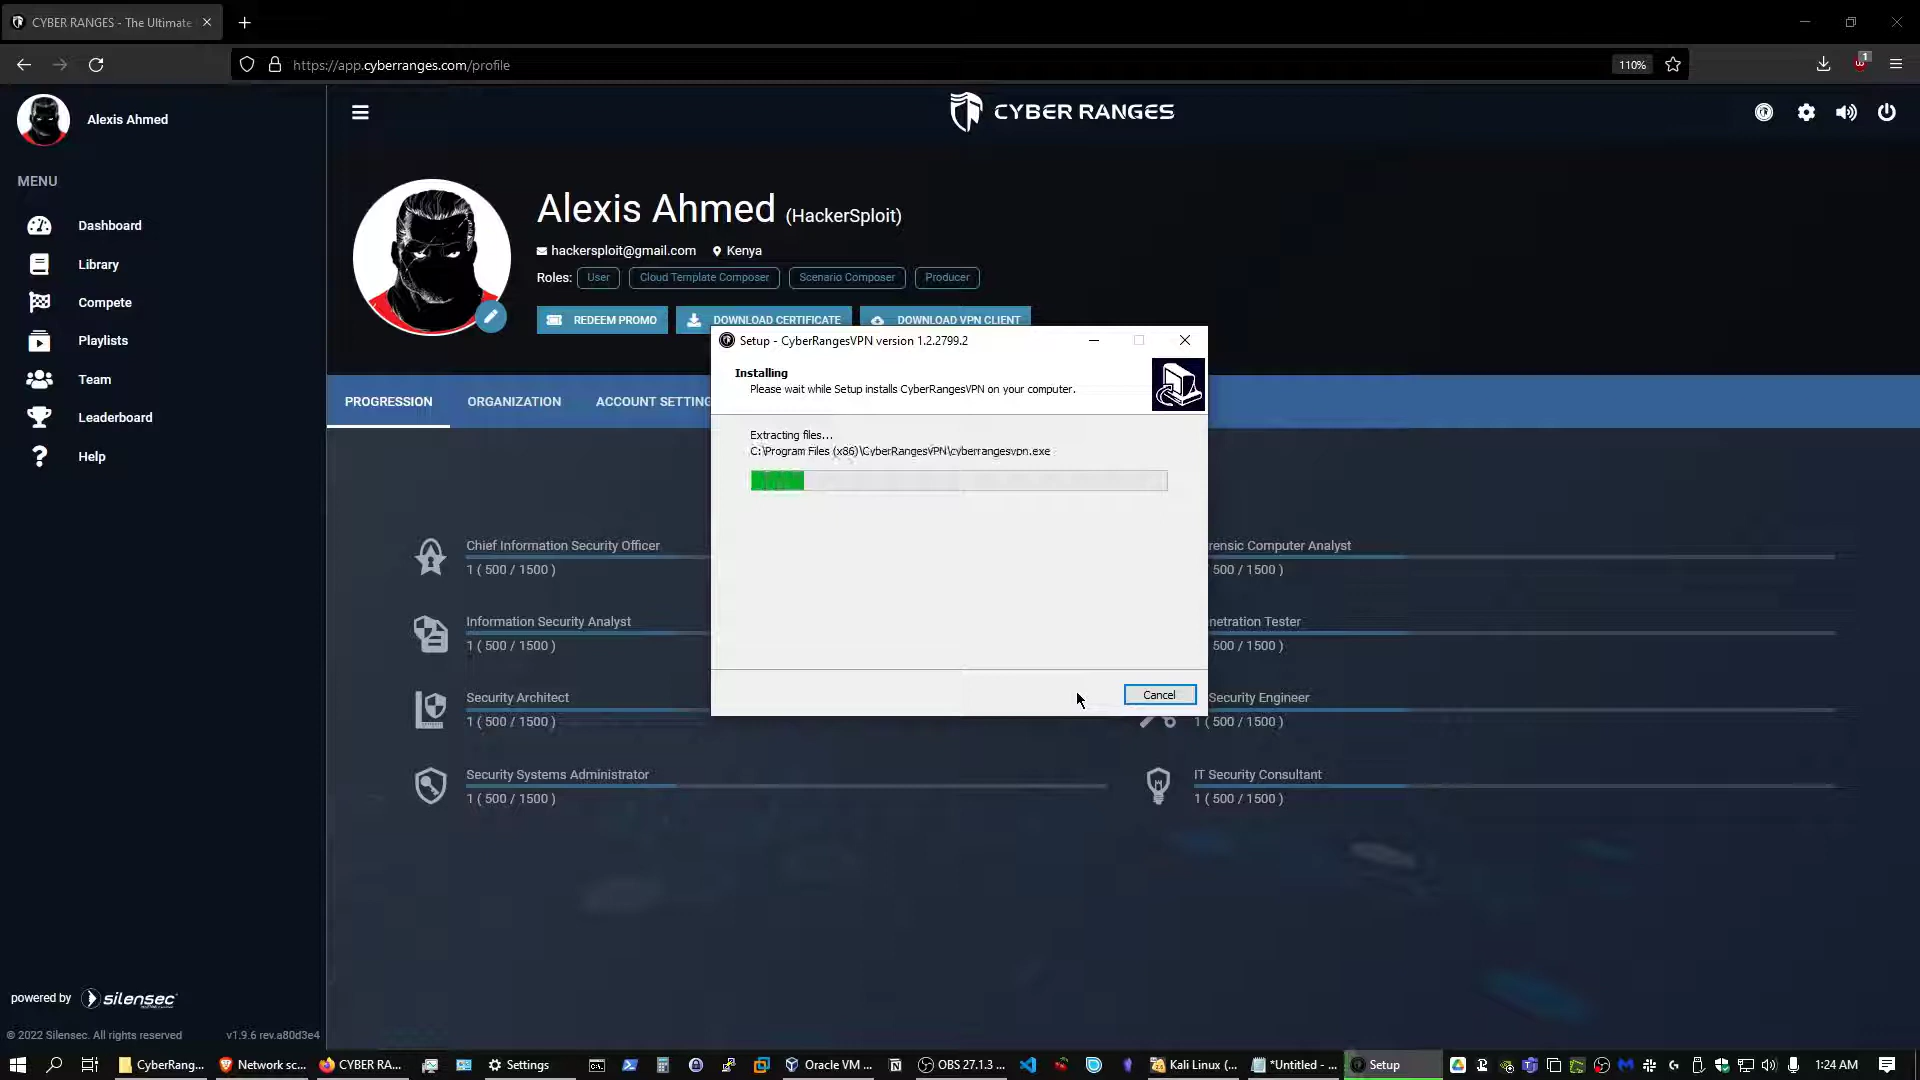 CYBER RANGES - The Ultimate
https://app.cyberranges.com/profile
110%
1
Alexis Ahmed
CYBER RANGES
MENU
Dashboard
Library
Compete
Playlists
Team
Leaderboard
Help
Alexis Ahmed (HackerSploit)
hackersploit@gmail.com Kenya
Roles: User Cloud Template Composer Scenario Composer Producer
REDEEM PROMO DOWNLOAD CERTIFICATE DOWNLOAD VPN CLIENT
PROGRESSION ORGANIZATION ACCOUNT SETTING
Setup - CyberRangesVPN version 1.2.2799.2
Installing
Please wait while Setup installs CyberRangesVPN on your computer.
Extracting files...
C:\Program Files (x86)\CyberRangesVPN\cyberrangesvpn.exe
Cancel
Chief Information Security Officer
1 ( 500 / 1500 )
rensic Computer Analyst
500 / 1500 )
Information Security Analyst
1 ( 500 / 1500 )
netration Tester
500 / 1500 )
Security Architect
1 ( 500 / 1500 )
Security Engineer
1 ( 500 / 1500 )
Security Systems Administrator
1 ( 500 / 1500 )
IT Security Consultant
1 ( 500 / 1500 )
powered by silensec
© 2022 Silensec. All rights reserved v1.9.6 rev.a80d3e4
CyberRang... Network sc... CYBER RA... Settings Oracle VM ... OBS 27.1.3 ... Kali Linux (... *Untitled - ... Setup 1:24 AM